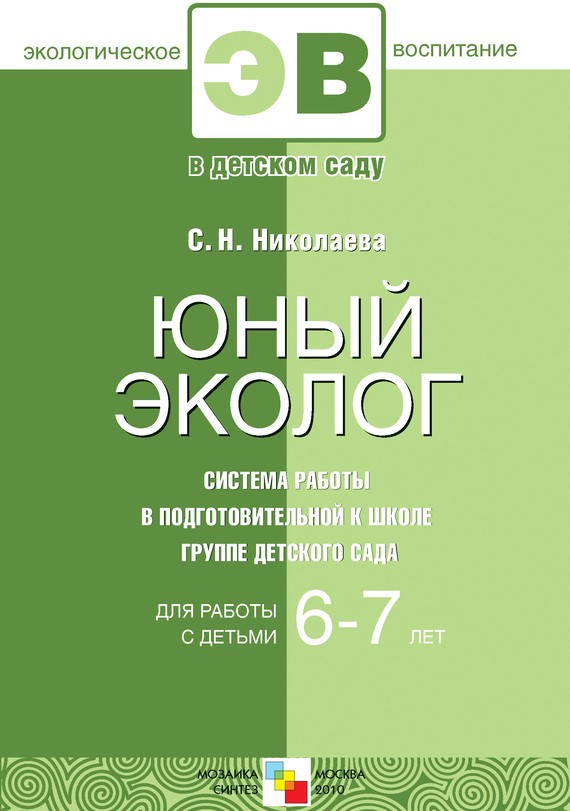 экологическое ЭВ воспитание
в детском саду
С. Н. Николаева
ЮНЫЙ
ЭКОЛОГ
СИСТЕМА РАБОТЫ
В ПОДГОТОВИТЕЛЬНОЙ К ШКОЛЕ
ГРУППЕ ДЕТСКОГО САДА
ДЛЯ РАБОТЫ
С ДЕТЬМИ 6-7 ЛЕТ
МОЗАИКА МОСКВА
СИНТЕЗ 2010